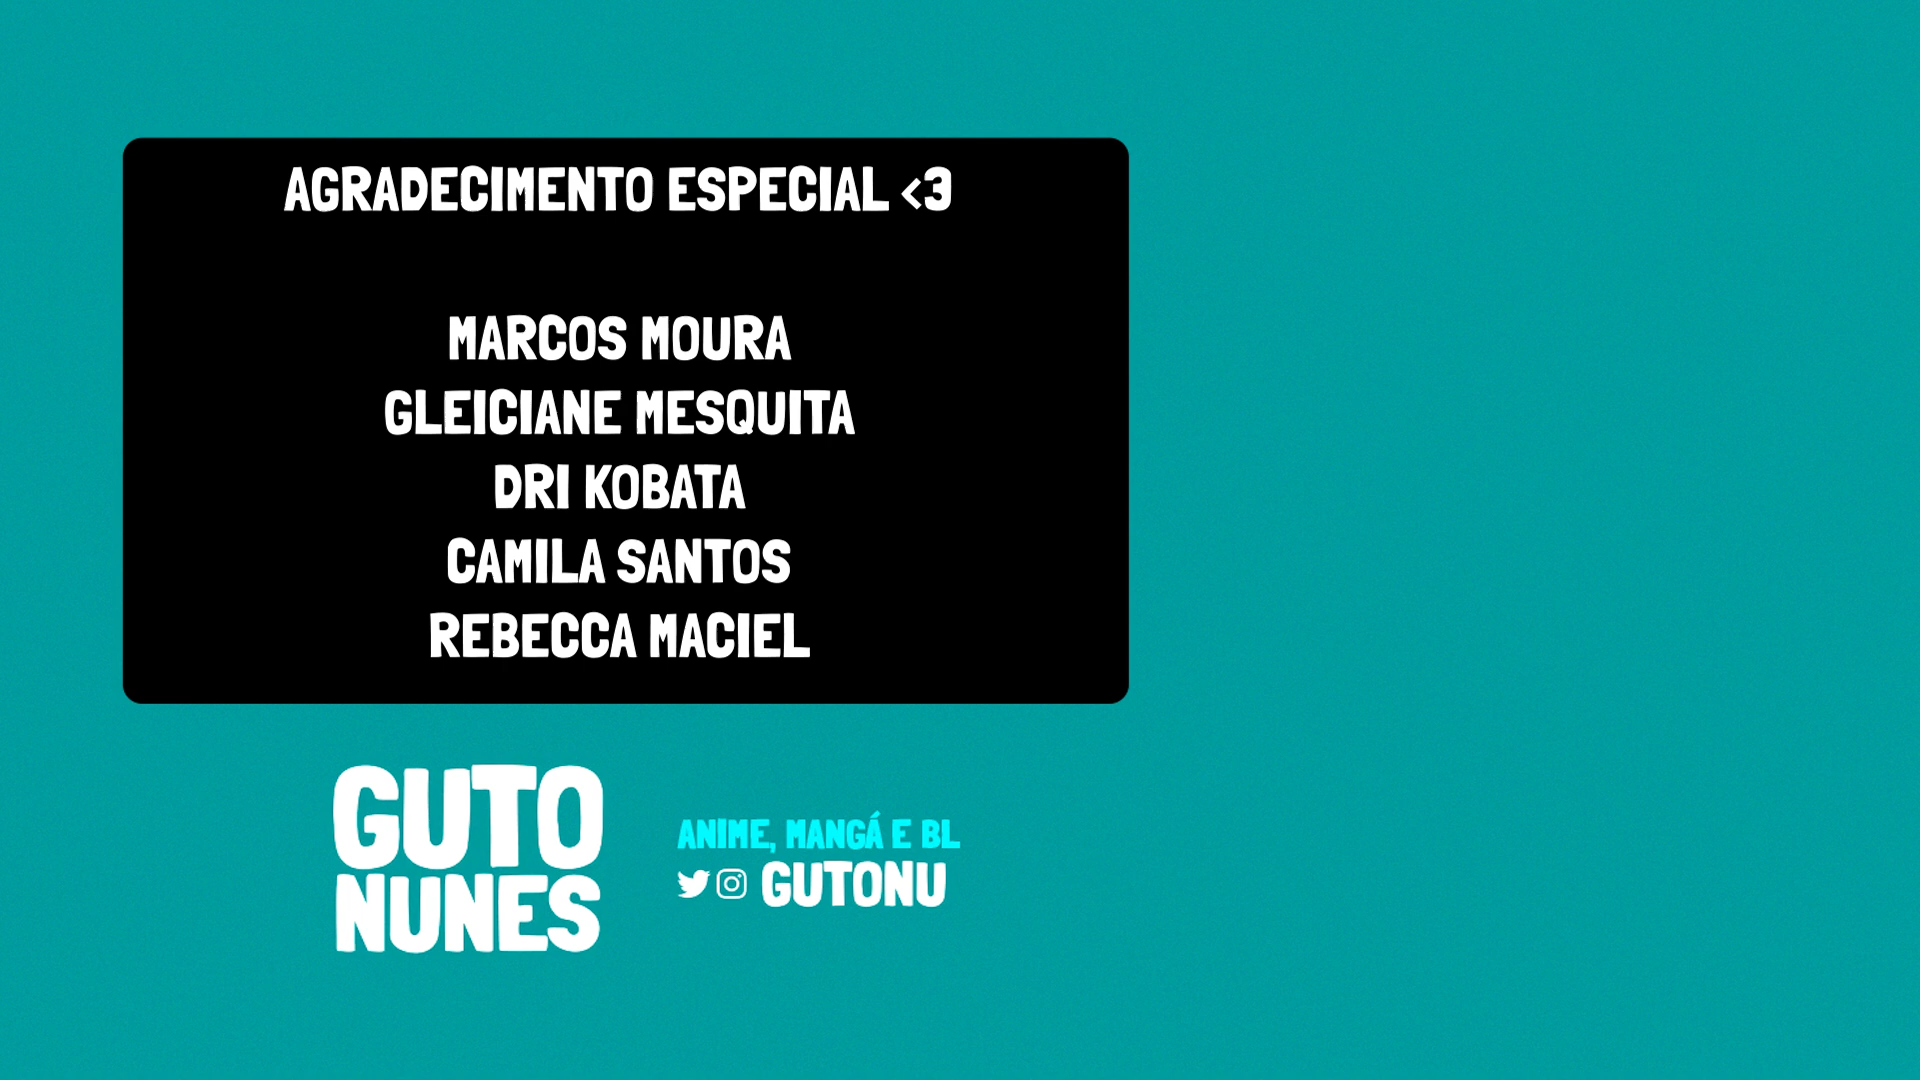 AGRADECIMENTO ESPECIAL <3
MARCOS MOURA
GLEICIANE MESQUITA
DRI KOBATA
CAMILA SANTOS
REBECCA MACIEL
GUTO
NUNES
ANIME, MANGÁ E BL
GUTONU